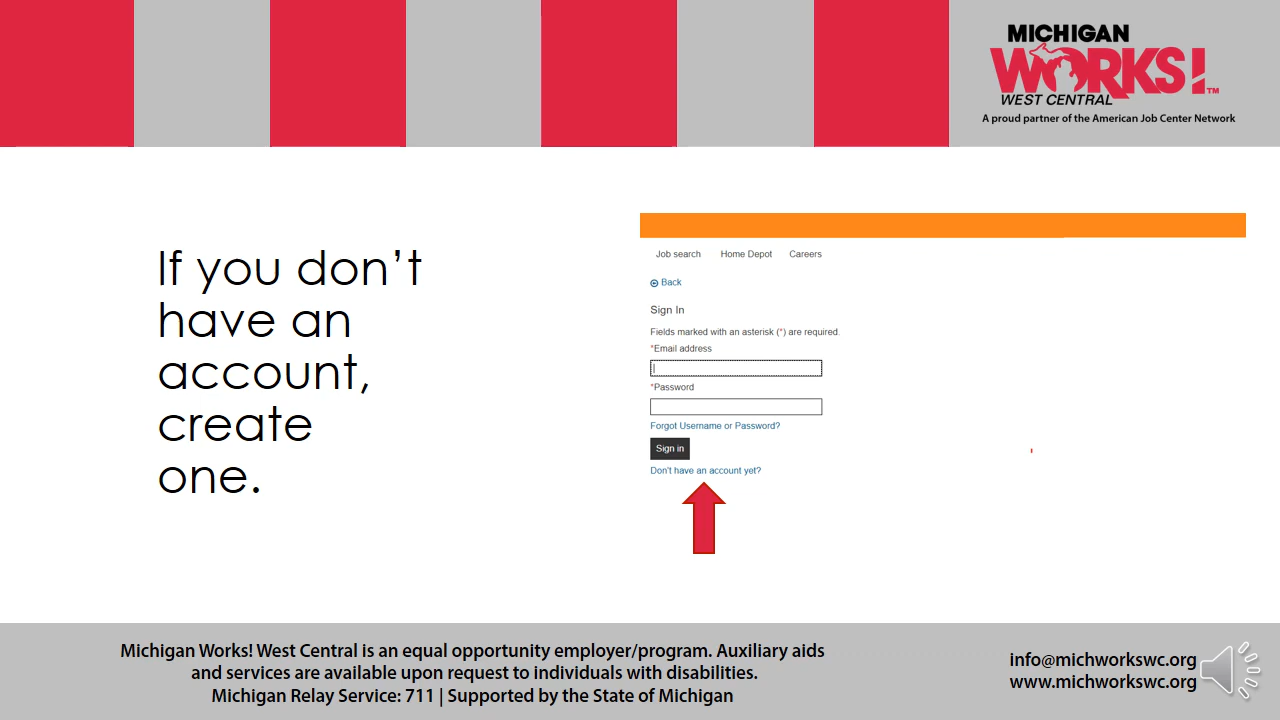 MICHIGAN
WORKS!™
WEST CENTRAL
A proud partner of the American Job Center Network
If you don’t
have an
account,
create
one.
Job search Home Depot Careers
Back
Sign In
Fields marked with an asterisk (*) are required.
*Email address
*Password
Forgot Username or Password?
Sign in
Don't have an account yet?
Michigan Works! West Central is an equal opportunity employer/program. Auxiliary aids
and services are available upon request to individuals with disabilities.
Michigan Relay Service: 711 | Supported by the State of Michigan
info@michworkswc.org
www.michworkswc.org